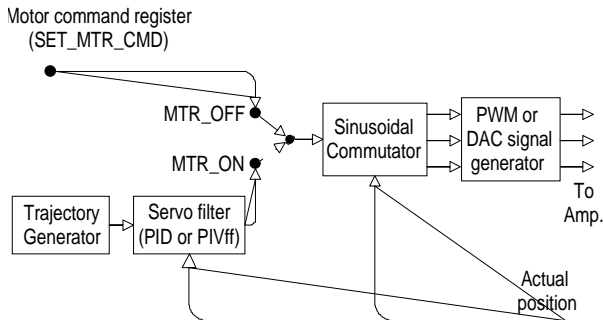 Motor command register
(SET_MTR_CMD)
MTR_OFF
MTR_ON
Sinusoidal
Commutator
PWM or
DAC signal
generator
To
Amp.
Trajectory
Generator
Servo filter
(PID or PIVff)
Actual
position